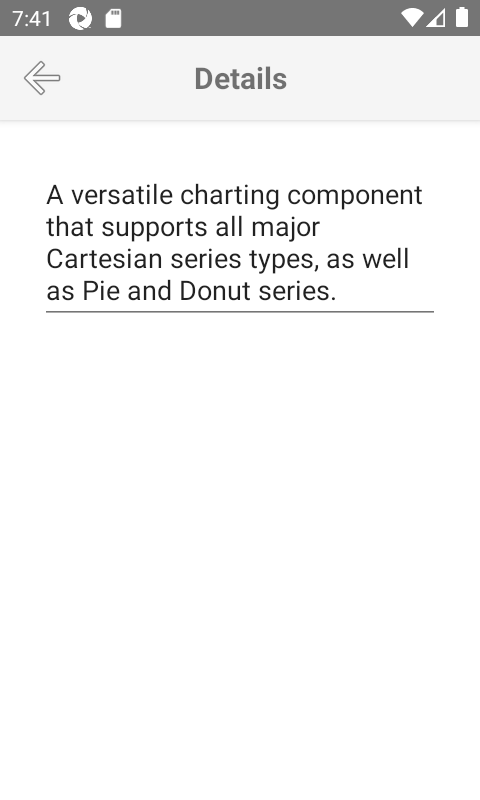 7:41
Details
A versatile charting component
that supports all major
Cartesian series types, as well
as Pie and Donut series.